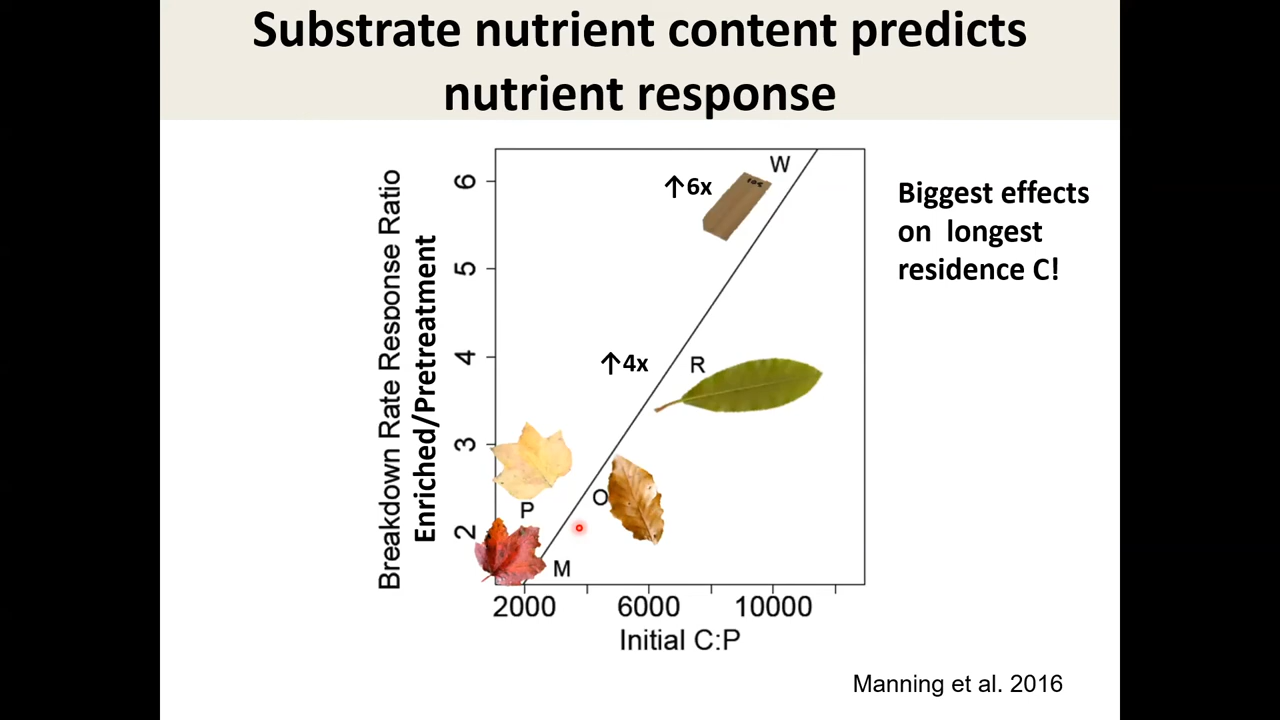 Substrate nutrient content predicts
nutrient response
Breakdown Rate Response Ratio
Enriched/Pretreatment
6
5
4
3
2
W
↑6x
↑4x
R
P
O
M
2000 6000 10000
Initial C:P
Biggest effects
on longest
residence C!
Manning et al. 2016